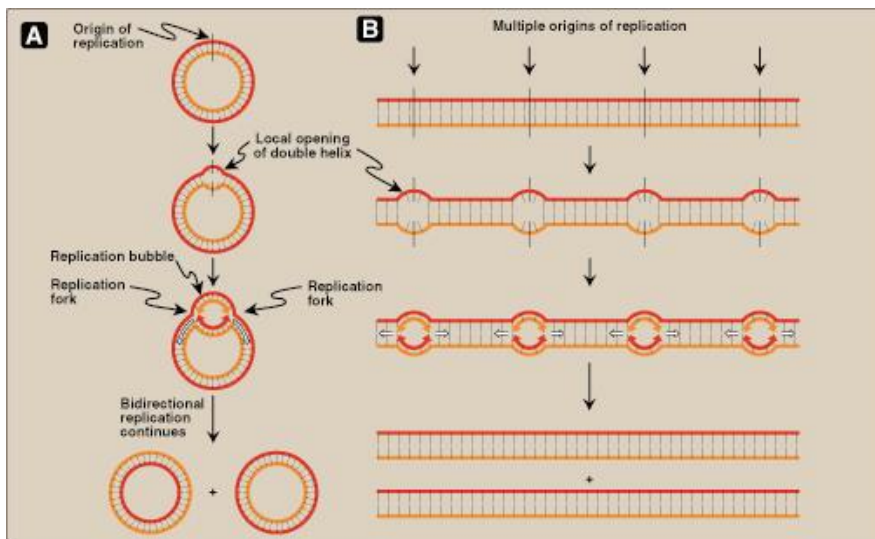 A
Origin of
replication
Local opening
of double helix
Replication bubble
Replication
fork
Replication
fork
Bidirectional
replication
continues
+
B
Multiple origins of replication
+